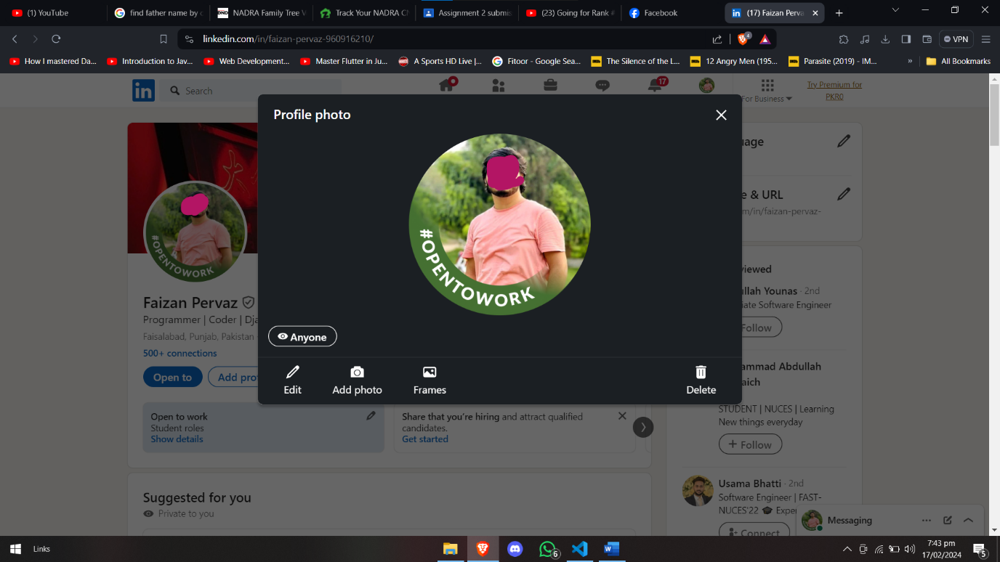 (1) YouTube
find father name by c
NADRA Family Tree V
Track Your NADRA CN
Assignment 2 submis
(23) Going for Rank #
Facebook
(17) Faizan Perva
linkedin.com/in/faizan-pervaz-960916210/
4
VPN
How I mastered Da...
Introduction to Jav...
Web Development...
Master Flutter in Ju...
A Sports HD Live |...
Fitoor - Google Sea...
The Silence of the L...
12 Angry Men (195...
Parasite (2019) - IM...
»
All Bookmarks
in
Search
17
For Business
Try Premium for
PKR0
Profile photo
#OPENTOWORK
Anyone
Edit
Add photo
Frames
Delete
#OPENTOWORK
Faizan Pervaz
Programmer | Coder | Dja
Faisalabad, Punjab, Pakistan
500+ connections
Open to
Add prof
Open to work
Student roles
Show details
Share that you're hiring and attract qualified
candidates.
Get started
Suggested for you
Private to you
uage
e & URL
m/in/faizan-pervaz-
viewed
ullah Younas · 2nd
iate Software Engineer
Follow
ammad Abdullah
aich
STUDENT | NUCES | Learning
New things everyday
+ Follow
Usama Bhatti · 2nd
Software Engineer | FAST-
NUCES'22 🎓 Exper
Connect
Messaging
Links
6
7:43 pm
17/02/2024
5